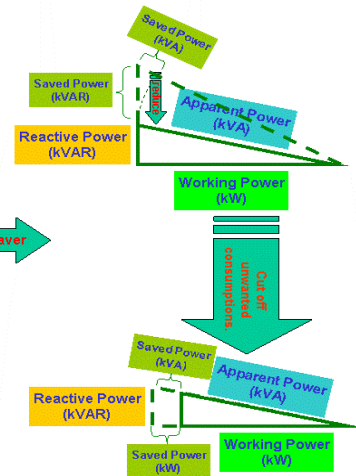 Saved Power
(kVA)
Saved Power
(kVAR)
reduce
Apparent Power
(kVA)
Reactive Power
(kVAR)
Working Power
(kW)
aver
Cut off
unwanted
consumptions.
Saved Power
(kVA)
Apparent Power
(kVA)
Reactive Power
(kVAR)
Working Power
(kW)
Saved Power
(kW)